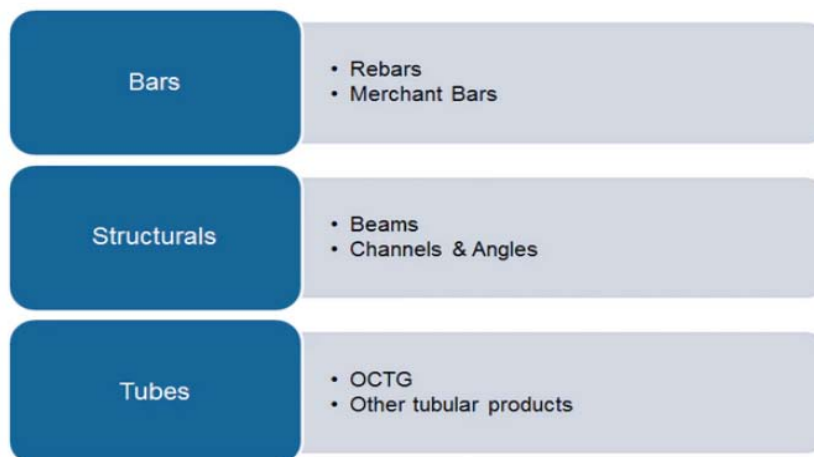 Bars
• Rebars
• Merchant Bars
Structurals
• Beams
• Channels & Angles
Tubes
• OCTG
• Other tubular products